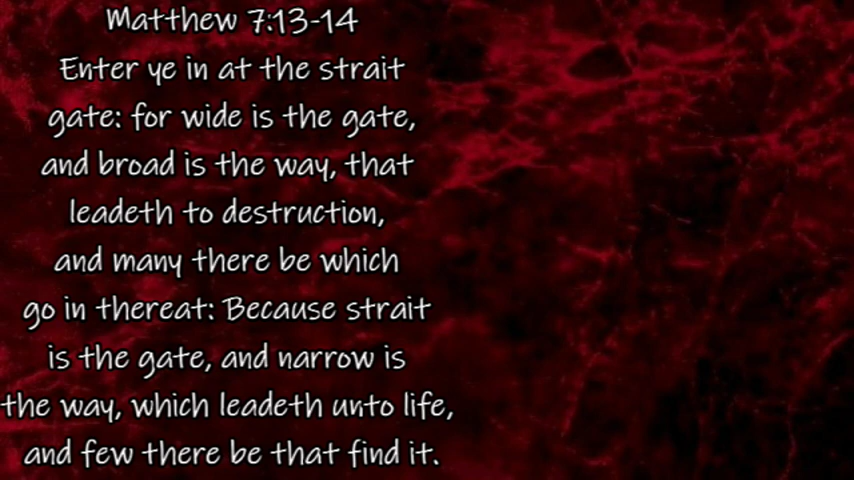 Matthew 7:13-14
Enter ye in at the strait
gate: for wide is the gate,
and broad is the way, that
leadeth to destruction,
and many there be which
go in thereat: Because strait
is the gate, and narrow is
the way, which leadeth unto life,
and few there be that find it.